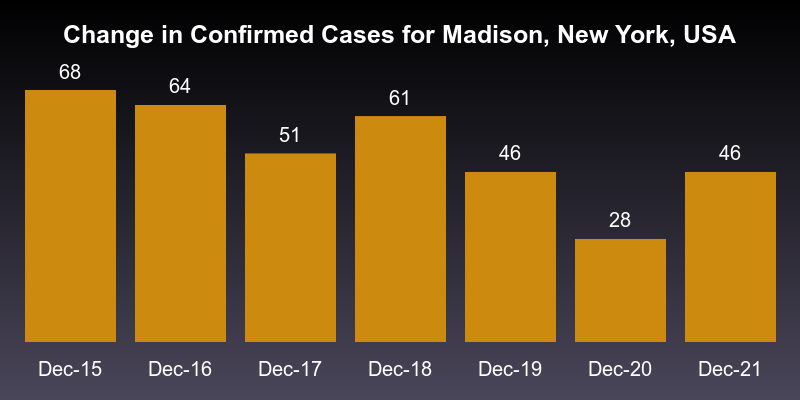 Change in Confirmed Cases for Madison, New York, USA
68
64
51
61
46
28
46
Dec-15
Dec-16
Dec-17
Dec-18
Dec-19
Dec-20
Dec-21